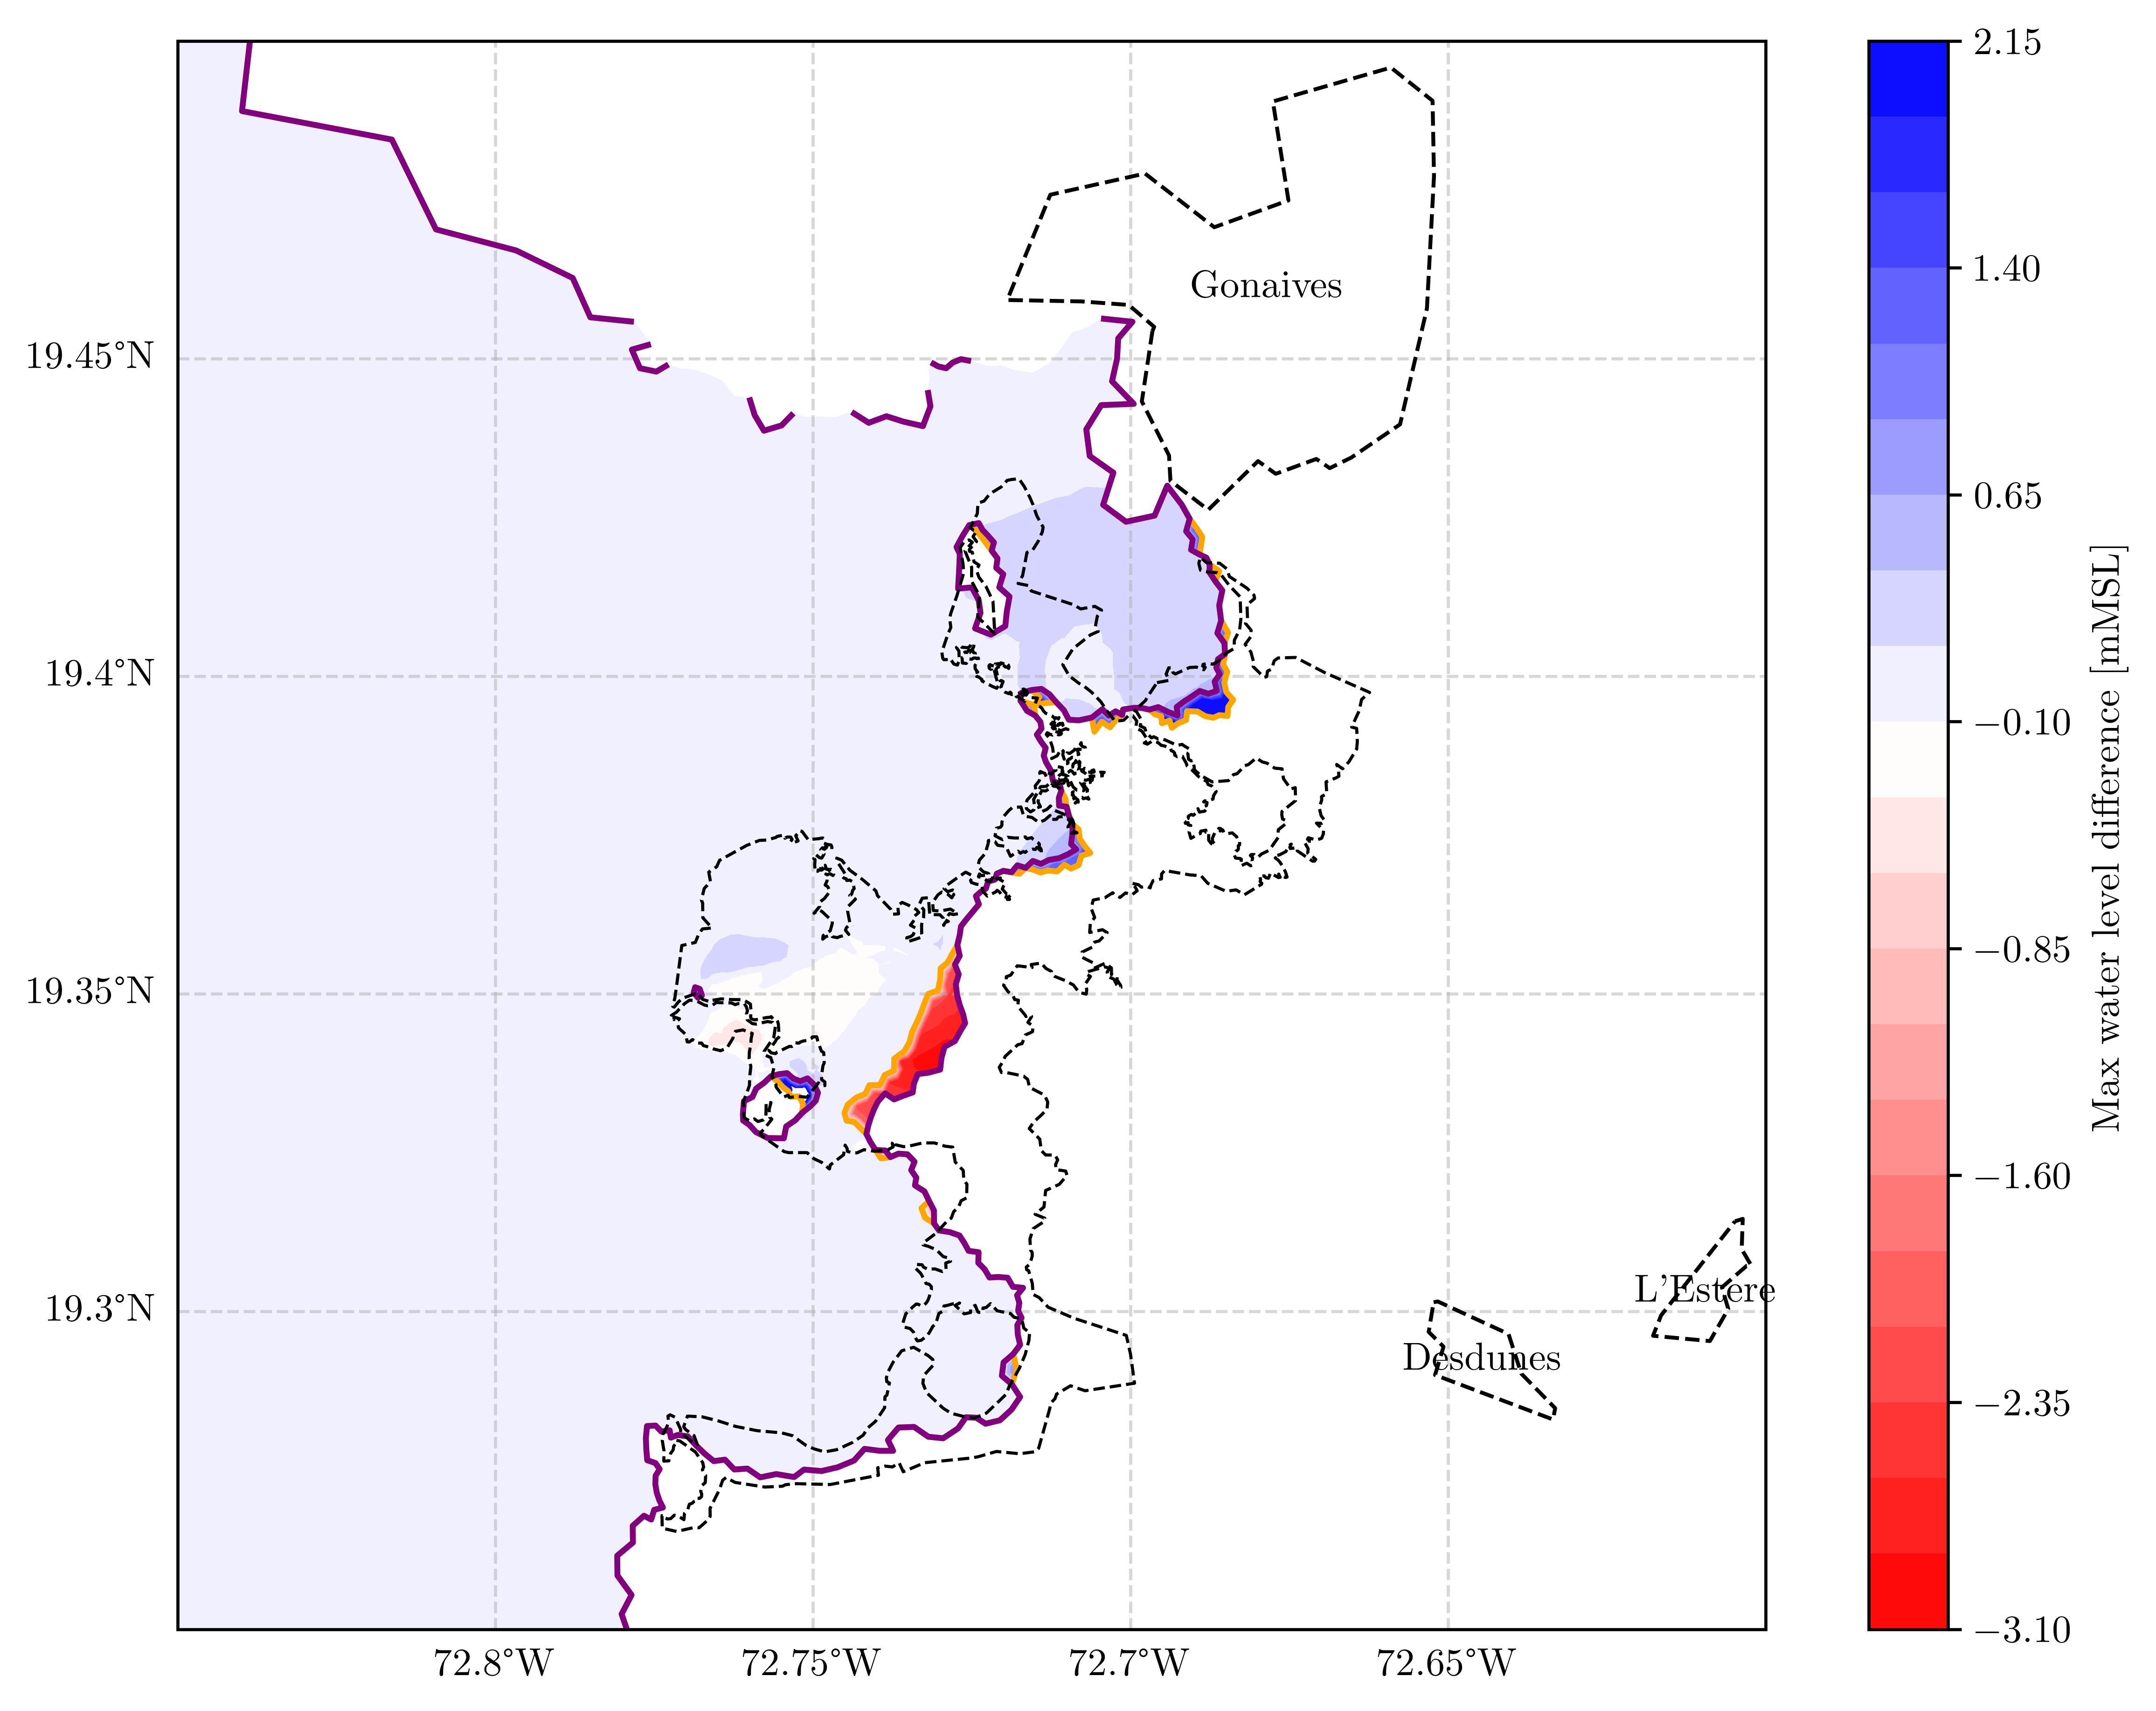 Gonaives
L'Estere
Desdunes
19.45°N
19.4°N
19.35°N
19.3°N
72.8°W
72.75°W
72.7°W
72.65°W
2.15
1.40
0.65
−0.10
−0.85
−1.60
−2.35
−3.10
Max water level difference [mMSL]